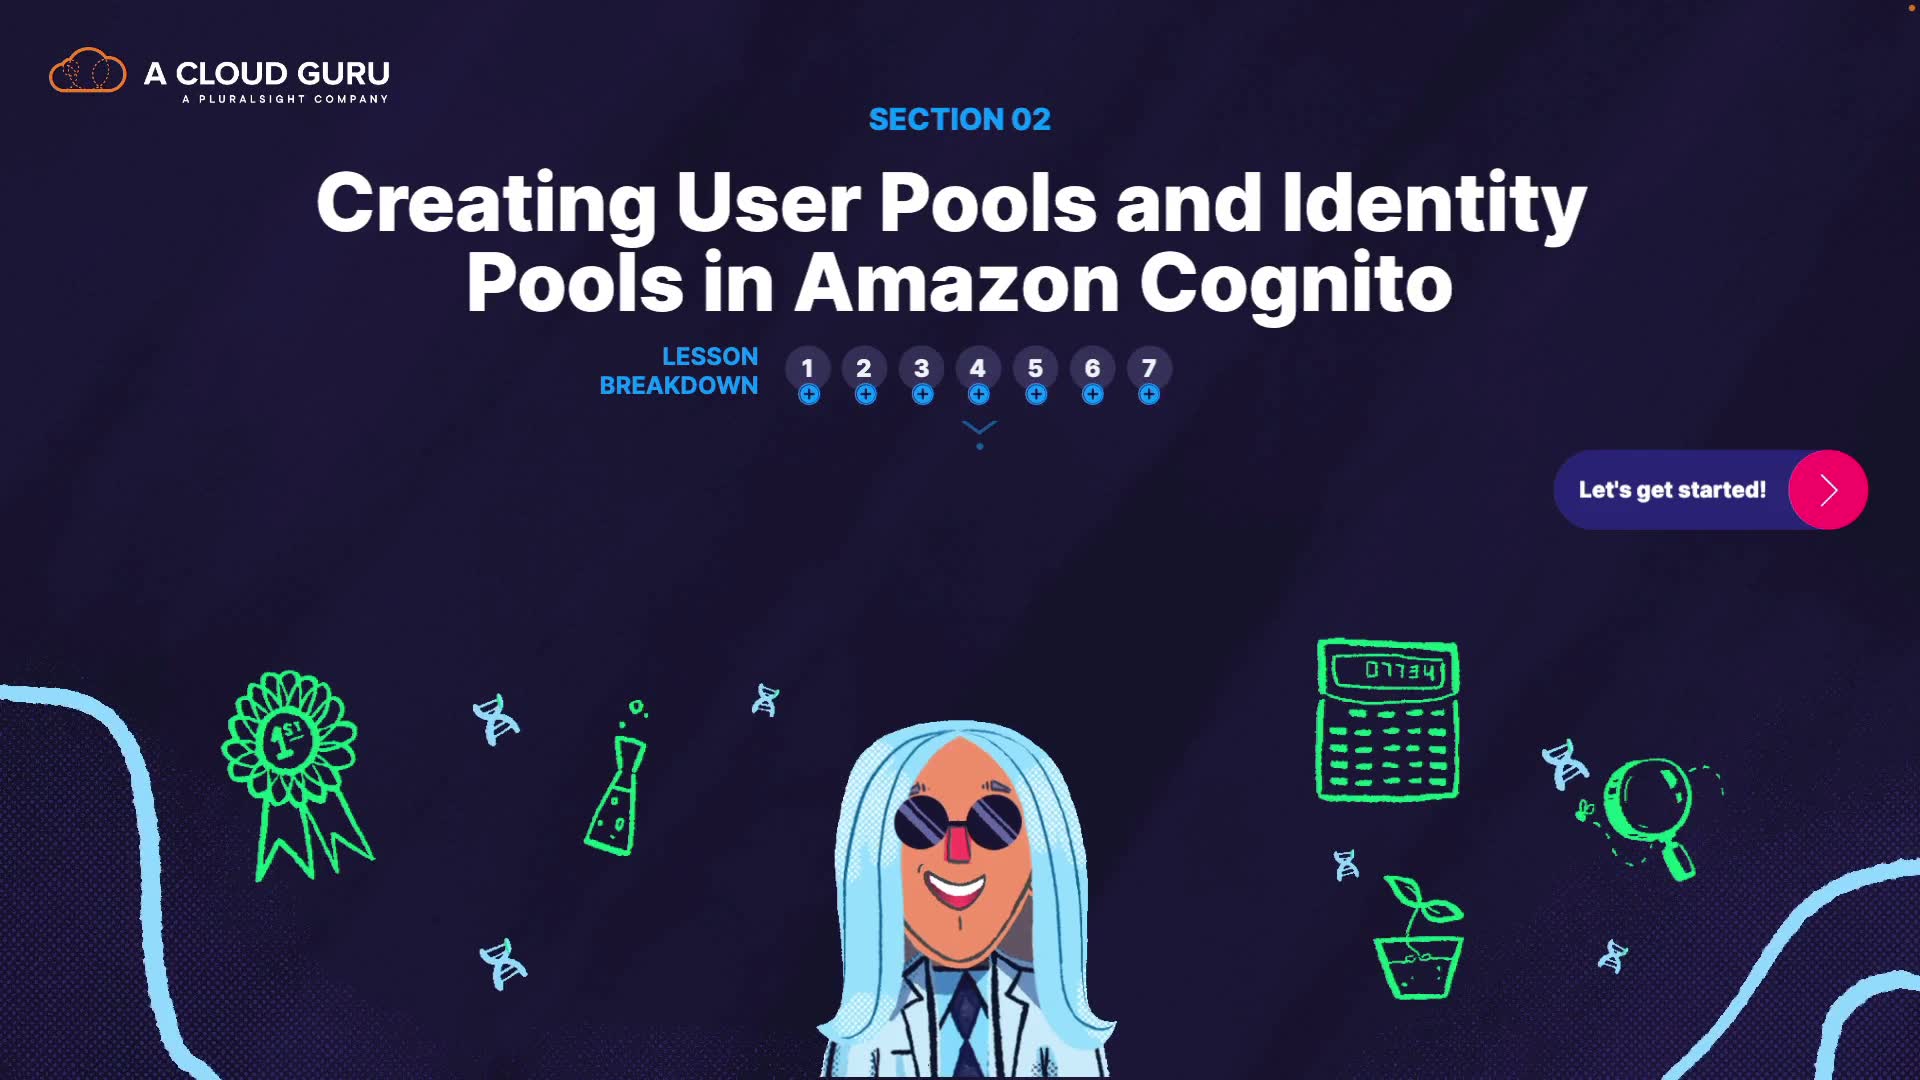 A CLOUD GURU
A PLURALSIGHT COMPANY
SECTION 02
Creating User Pools and Identity
Pools in Amazon Cognito
LESSON
BREAKDOWN
1 2 3 4 5 6 7
Let's get started!
07734
1ST